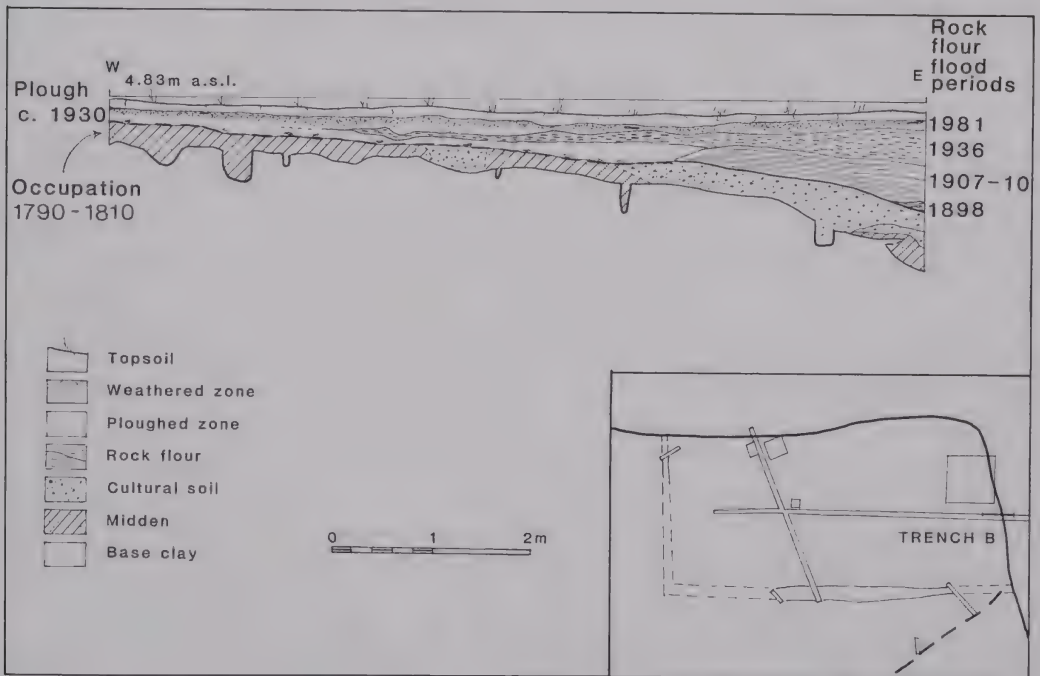 Rock
flour
flood
periods
W
4.83m a.s.l.
E
Plough
c. 1930
1981
1936
1907-10
1898
Occupation
1790-1810
Topsoil
Weathered zone
Ploughed zone
Rock flour
Cultural soil
Midden
Base clay
0 1 2m
TRENCH B